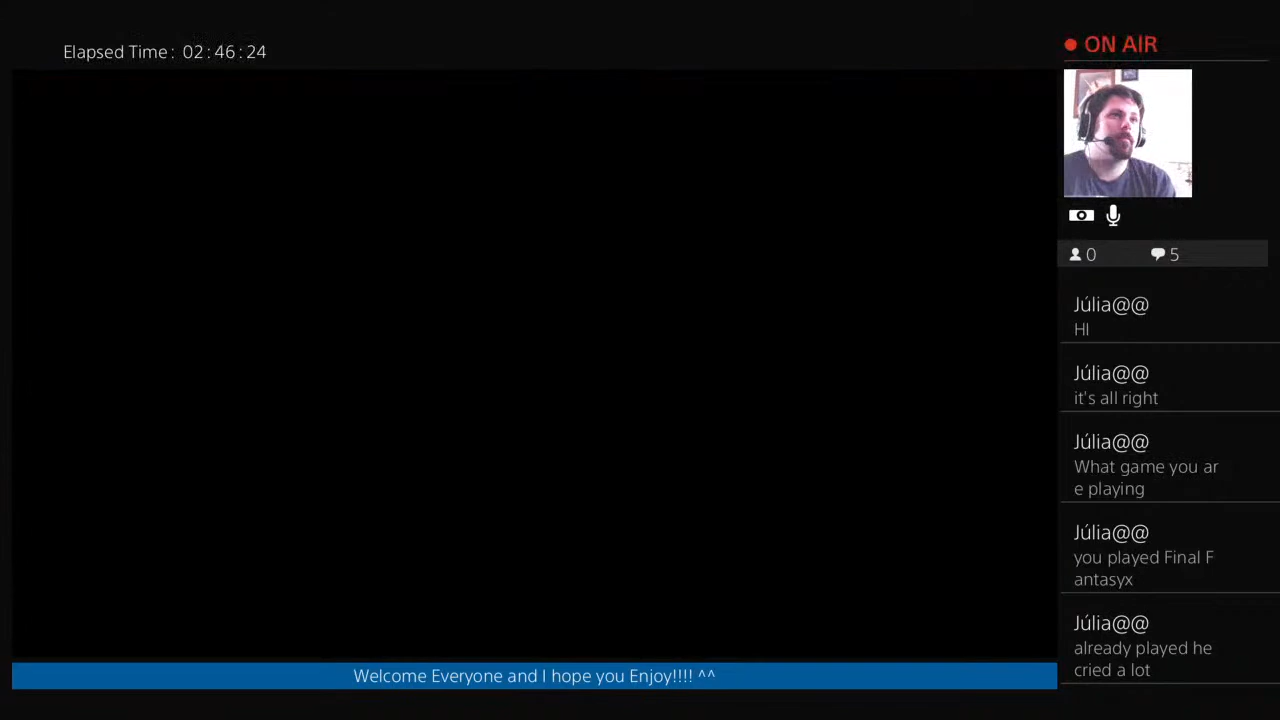 Elapsed Time: 02:46:24
ON AIR
0 5
Júlia@@
HI
Júlia@@
it's all right
Júlia@@
What game you ar
e playing
Júlia@@
you played Final F
antasyx
Júlia@@
already played he
cried a lot
Welcome Everyone and I hope you Enjoy!!!! ^^